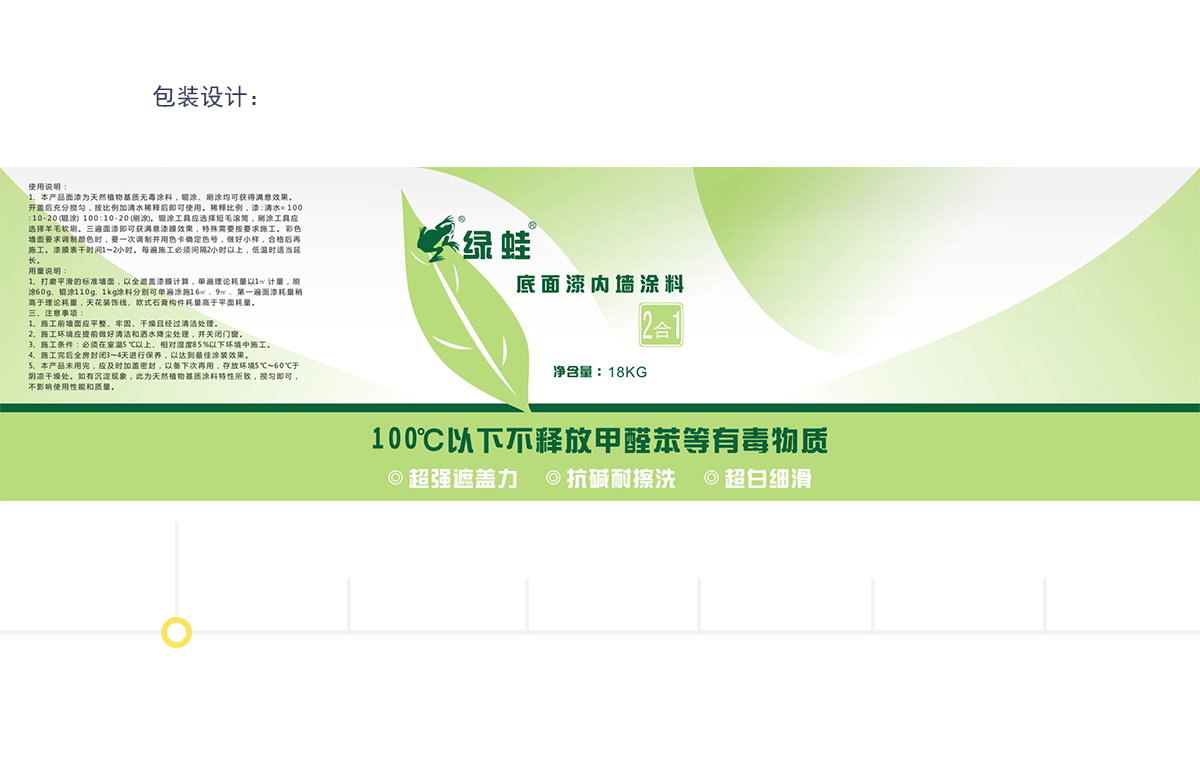 包装设计：
使用说明：
1、本产品面漆为天然植物基质无毒涂料，辊涂、刷涂均可获得满意效果。
开盖后充分搅匀，按比例加清水稀释后即可使用。稀释比例，漆：清水=100
:10-20(辊涂) 100:10-20(刷涂)。辊涂工具应选择短毛滚筒，刷涂工具应
选择羊毛软刷。三遍面漆即可获满意漆膜效果，特殊需要按要求施工。彩色
墙面要求调制颜色时，要一次调制并用色卡确定色号，做好小样，合格后再
施工。漆膜表干时间1~2小时。每遍施工必须间隔2小时以上，低温时适当延
长。
用量说明：
1、打磨平滑的标准墙面，以全遮盖漆膜计算，单遍理论耗量以1㎡计量，刷
涂60g、辊涂110g. 1kg涂料分别可单遍涂施16㎡、9㎡. 第一遍面漆耗量稍
高于理论耗量，天花装饰线、欧式石膏构件耗量高于平面耗量。
三、注意事项：
1、施工前墙面应平整、牢固、干燥且经过清洁处理。
2、施工环境应提前做好清洁和洒水降尘处理，并关闭门窗。
3、施工条件：必须在室温5℃以上、相对湿度85%以下环境中施工。
4、施工完后全房封闭3~4天进行保养，以达到最佳涂装效果。
5、本产品未用完，应及时加盖密封，以备下次再用，存放环境5℃~60℃于
阴凉干燥处。如有沉淀现象，此为天然植物基质涂料特性所致，搅匀即可，
不影响使用性能和质量。
® 绿蛙 ®
底面漆内墙涂料
2合1
净含量：18KG
100℃以下不释放甲醛苯等有毒物质
◎超强遮盖力 ◎抗碱耐擦洗 ◎超白细滑